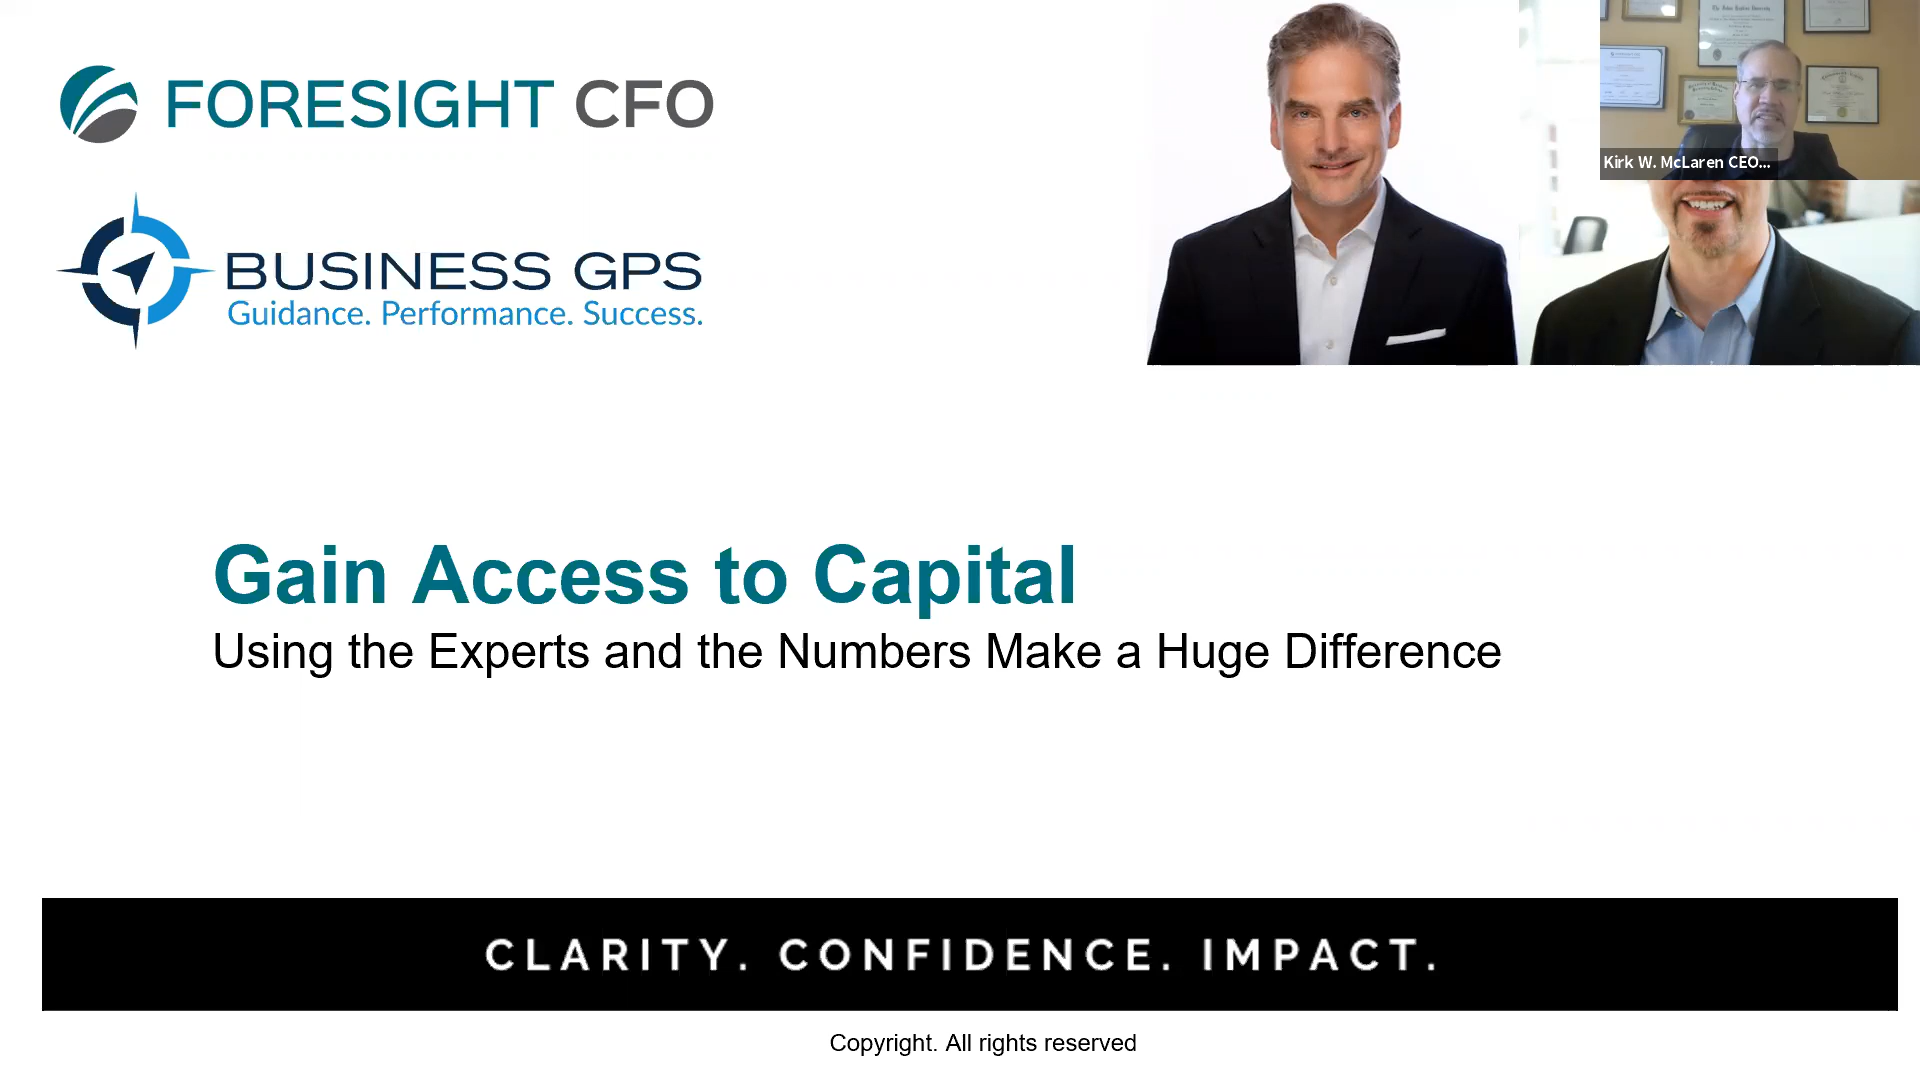 FORESIGHT CFO
BUSINESS GPS
Guidance. Performance. Success.
Kirk W. McLaren CEO...
Gain Access to Capital
Using the Experts and the Numbers Make a Huge Difference
CLARITY. CONFIDENCE. IMPACT.
Copyright. All rights reserved